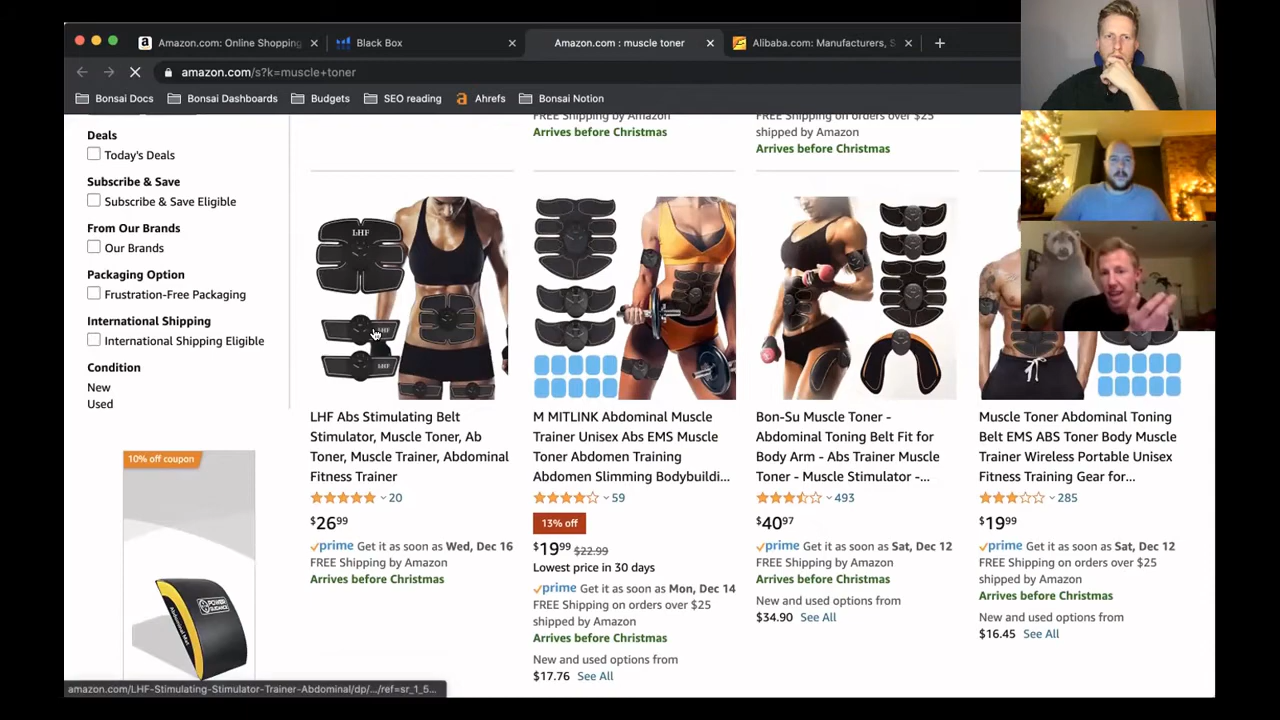 Amazon.com: Online Shopping
Black Box
Amazon.com : muscle toner
Alibaba.com: Manufacturers, S
amazon.com/s?k=muscle+toner
Bonsai Docs
Bonsai Dashboards
Budgets
SEO reading
Ahrefs
Bonsai Notion
Deals
Today's Deals
Subscribe & Save
Subscribe & Save Eligible
From Our Brands
Our Brands
Packaging Option
Frustration-Free Packaging
International Shipping
International Shipping Eligible
Condition
New
Used
10% off coupon
POWER
GUIDANCE
Abdominal Mat
FREE Shipping by Amazon
Arrives before Christmas
FREE Shipping on orders over $25
shipped by Amazon
Arrives before Christmas
LHF
LHF
LHF
LHF Abs Stimulating Belt
Stimulator, Muscle Toner, Ab
Toner, Muscle Trainer, Abdominal
Fitness Trainer
20
$2699
prime Get it as soon as Wed, Dec 16
FREE Shipping by Amazon
Arrives before Christmas
M MITLINK Abdominal Muscle
Trainer Unisex Abs EMS Muscle
Toner Abdomen Training
Abdomen Slimming Bodybuildi...
59
13% off
$1999 $22.99
Lowest price in 30 days
prime Get it as soon as Mon, Dec 14
FREE Shipping on orders over $25
shipped by Amazon
Arrives before Christmas
New and used options from
$17.76 See All
Bon-Su Muscle Toner -
Abdominal Toning Belt Fit for
Body Arm - Abs Trainer Muscle
Toner - Muscle Stimulator -...
493
$4097
prime Get it as soon as Sat, Dec 12
FREE Shipping by Amazon
Arrives before Christmas
New and used options from
$34.90 See All
Muscle Toner Abdominal Toning
Belt EMS ABS Toner Body Muscle
Trainer Wireless Portable Unisex
Fitness Training Gear for...
285
$1999
prime Get it as soon as Sat, Dec 12
FREE Shipping on orders over $25
shipped by Amazon
Arrives before Christmas
New and used options from
$16.45 See All
amazon.com/LHF-Stimulating-Stimulator-Trainer-Abdominal/dp/.../ref=sr_1_5...